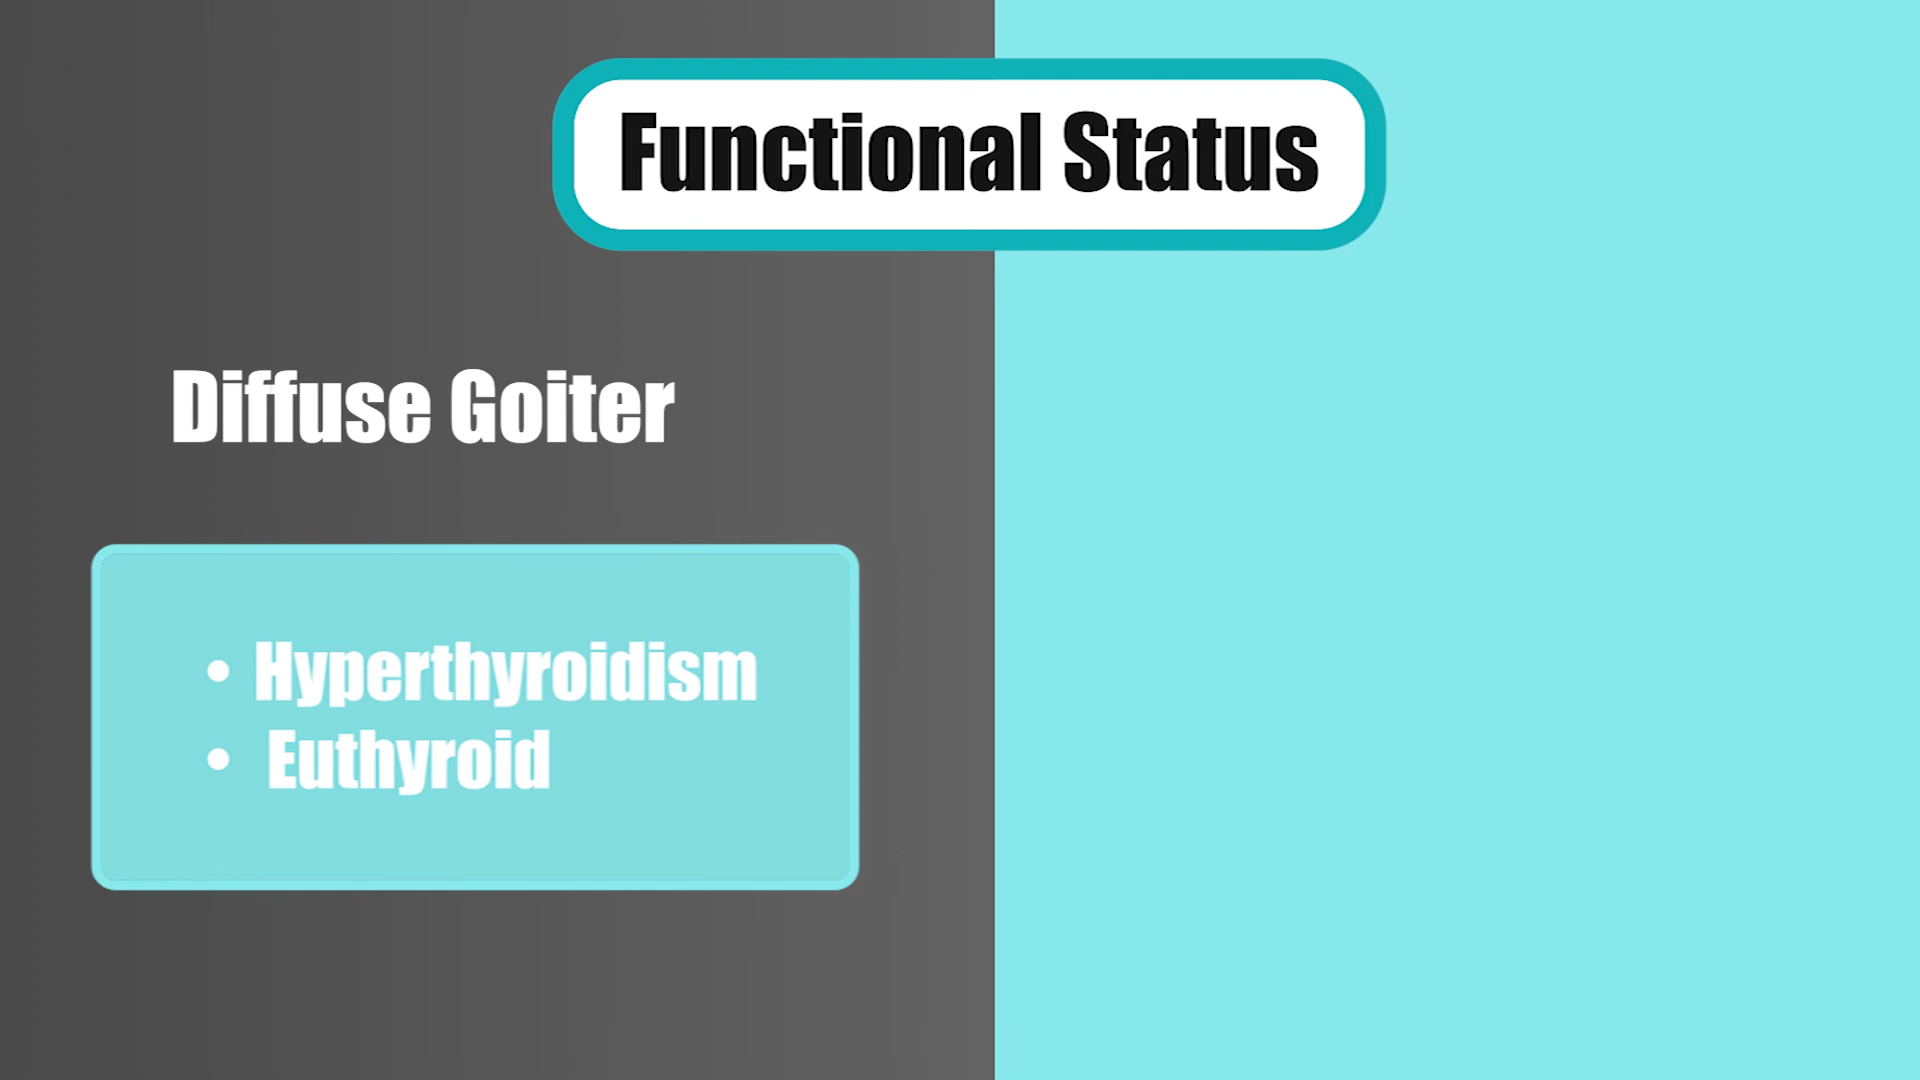 Functional Status
Diffuse Goiter
• Hyperthyroidism
• Euthyroid